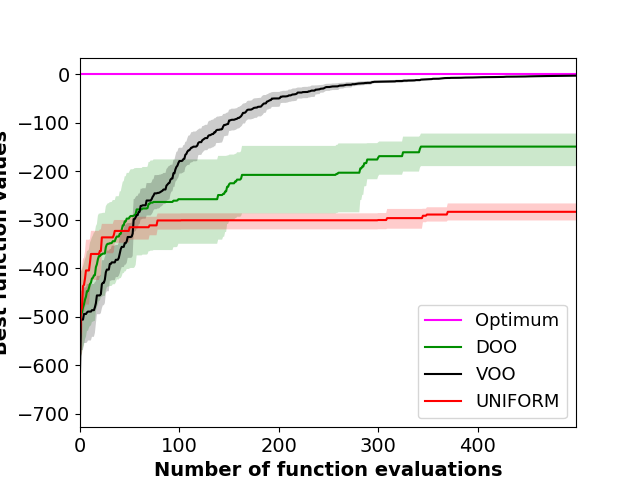 0
−100
−200
−300
−400
−500
−600
−700
Best function values
0 100 200 300 400
Number of function evaluations
Optimum
DOO
VOO
UNIFORM